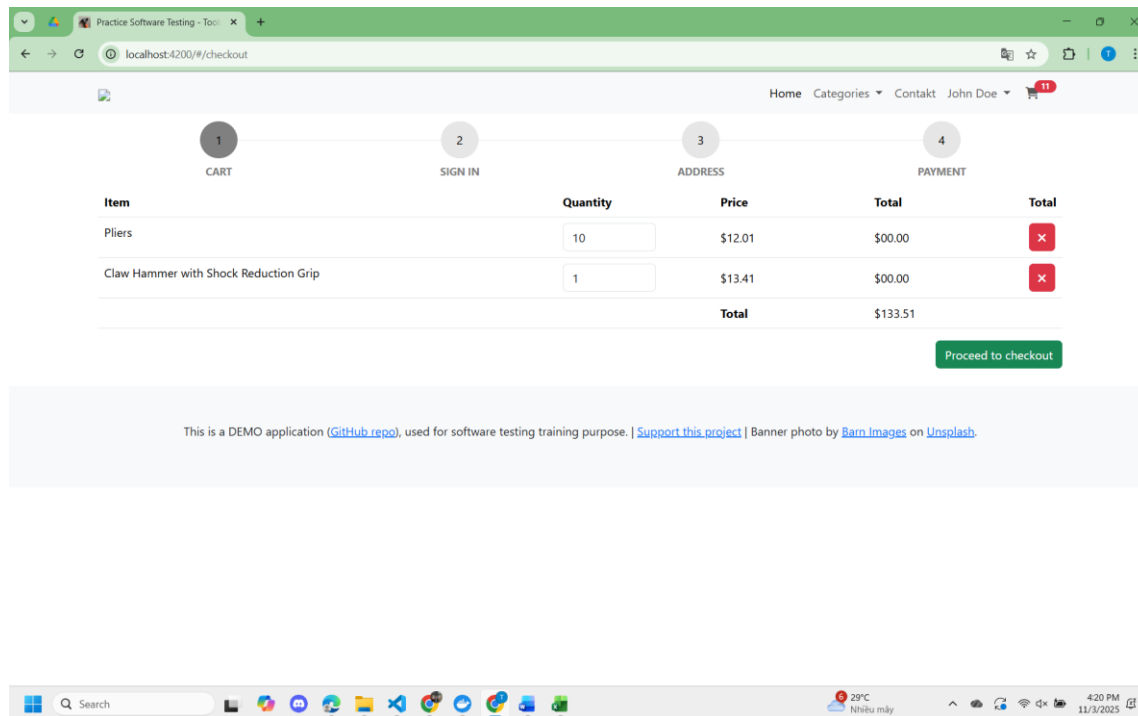 Practice Software Testing - Tool
localhost:4200/#/checkout
T
Home Categories Contakt John Doe 11
1 2 3 4
CART SIGN IN ADDRESS PAYMENT
Item Quantity Price Total Total
Pliers 10 $12.01 $00.00
Claw Hammer with Shock Reduction Grip 1 $13.41 $00.00
Total $133.51
Proceed to checkout
This is a DEMO application (GitHub repo), used for software testing training purpose. | Support this project | Banner photo by Barn Images on Unsplash.
Search 6 29°C 4:20 PM
Nhiều mây 11/3/2025